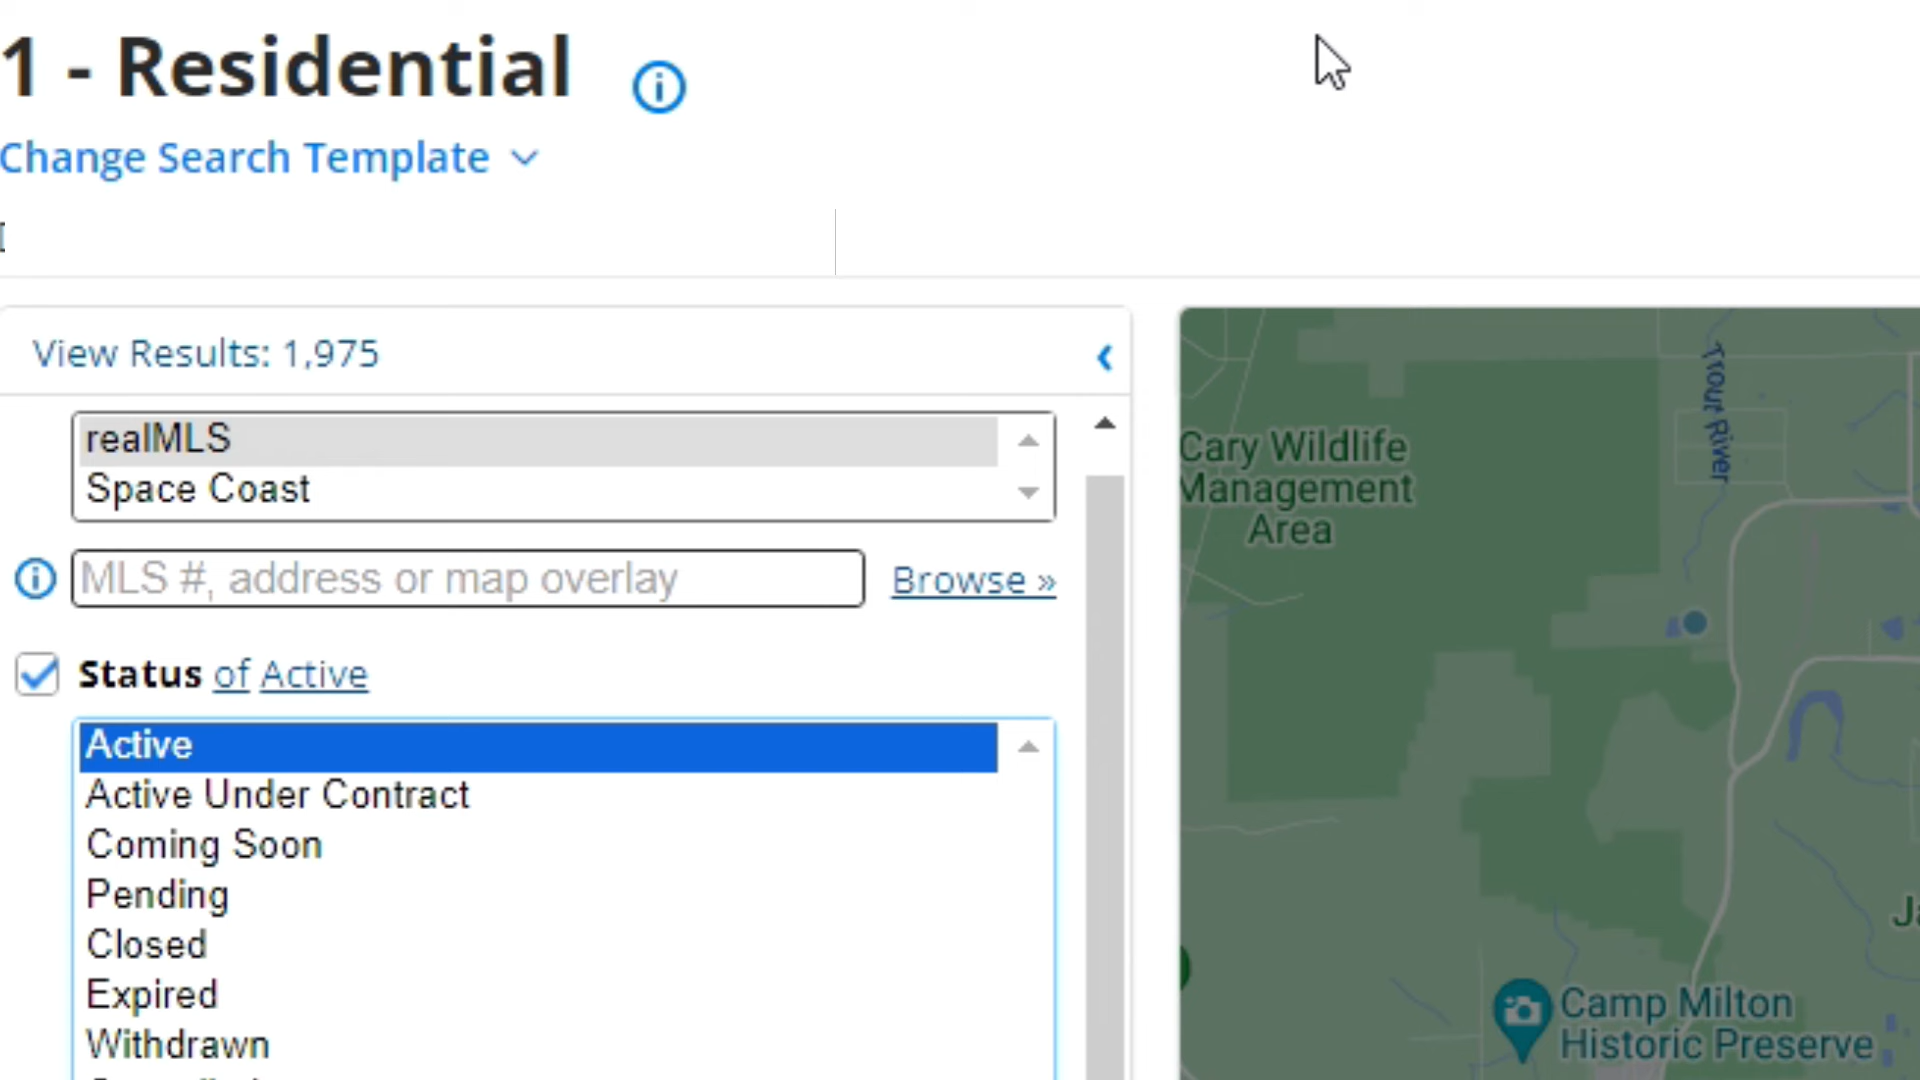 1 - Residential
Change Search Template
View Results: 1,975
realMLS
Space Coast
MLS #, address or map overlay
Browse »
Status of Active
Active
Active Under Contract
Coming Soon
Pending
Closed
Expired
Withdrawn
Trout River
Cary Wildlife
Management
Area
Camp Milton
Historic Preserve